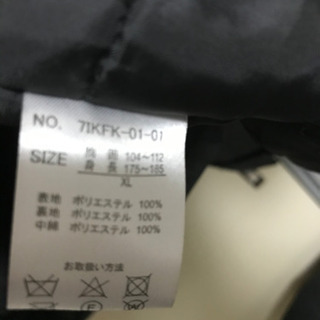 NO. 7IKFK-01-01
SIZE 胸囲 104~112
身長 175~185
XL
表地 ポリエステル 100%
裏地 ポリエステル 100%
中綿 ポリエステル 100%
お取り扱い方法